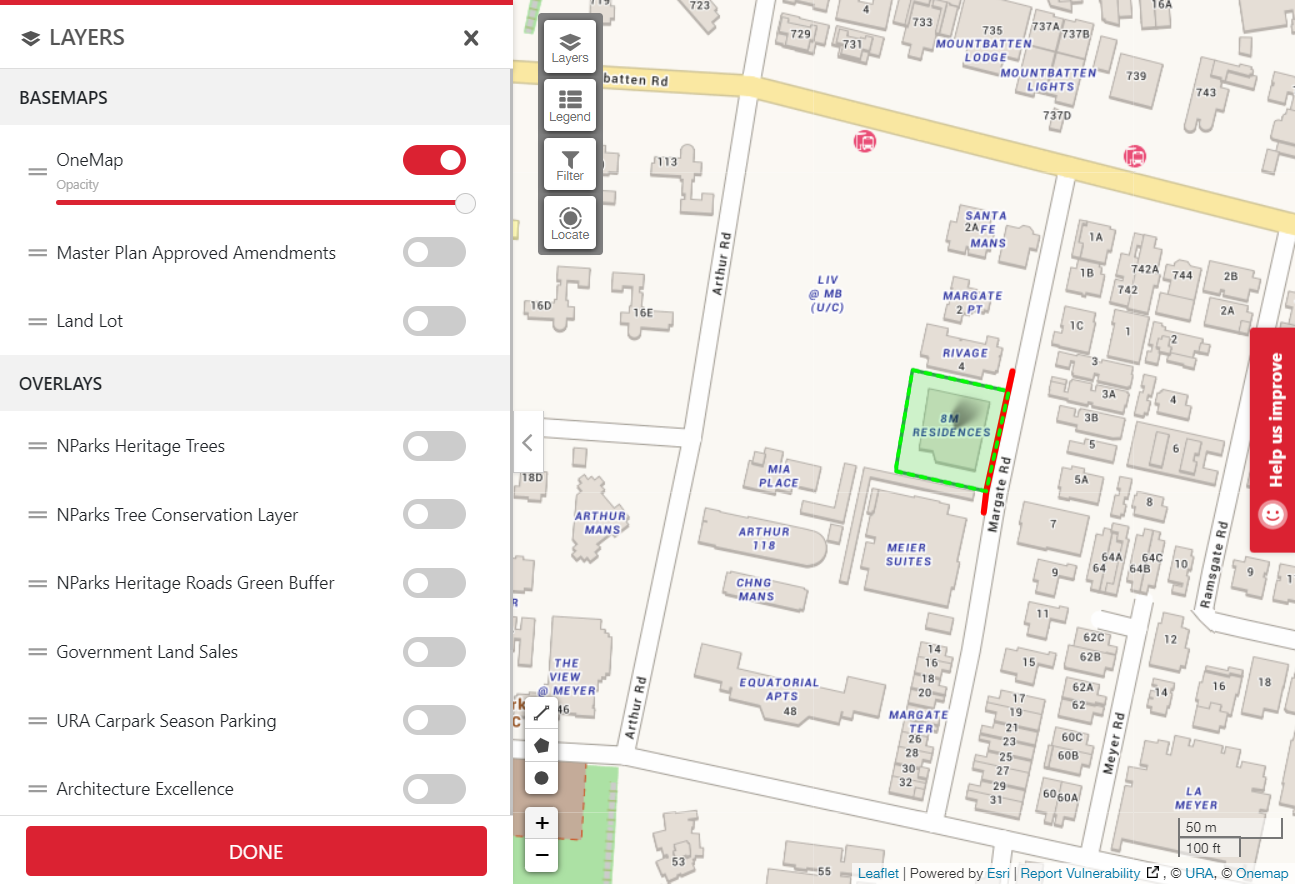 LAYERS
BASEMAPS
OneMap
Opacity
Master Plan Approved Amendments
Land Lot
OVERLAYS
NParks Heritage Trees
NParks Tree Conservation Layer
NParks Heritage Roads Green Buffer
Government Land Sales
URA Carpark Season Parking
Architecture Excellence
DONE
Layers
Legend
Filter
Locate
batten Rd
723
4
733
729
731
735
737A
737B
16A
MOUNTBATTEN
LODGE
MOUNTBATTEN
LIGHTS
739
743
737D
113
Arthur Rd
SANTA
FE
2A
MANS
1A
1B
742A
742
744
2B
2A
LIV
@ MB
(U/C)
MARGATE
2 PT
16D
16E
RIVAGE
4
1C
1
2
3
3A
4
3B
5
6
8M
RESIDENCES
Margate Rd
MIA
PLACE
5A
18D
ARTHUR
MANS
ARTHUR
118
MEIER
SUITES
7
8
CHNG
MANS
64A
64
64C
64B
10
9
9
Ramsgate Rd
11
12
62C
62B
14
16
18
20
15
THE
VIEW
@ MEYER
46
EQUATORIAL
APTS
48
62A
62
14
16
18
MARGATE
TER
26
28
30
32
17
19
21
23
25
27
29
31
60C
60B
60
60A
Arthur Rd
Meyer Rd
LA
MEYER
53
55
Help us improve
+
−
50 m
100 ft
Leaflet | Powered by Esri | Report Vulnerability , © URA, © Onemap